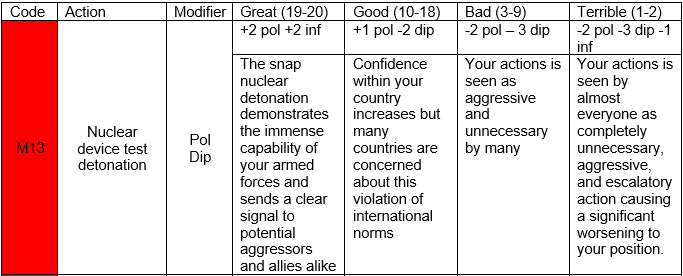 Code Action Modifier Great (19-20) Good (10-18) Bad (3-9) Terrible (1-2)
M13
Nuclear
device test
detonation
Pol
Dip
+2 pol +2 inf
The snap
nuclear
detonation
demonstrates
the immense
capability of
your armed
forces and
sends a clear
signal to
potential
aggressors
and allies alike
+1 pol -2 dip
Confidence
within your
country
increases but
many
countries are
concerned
about this
violation of
international
norms
-2 pol – 3 dip
Your actions is
seen as
aggressive
and
unnecessary
by many
-2 pol -3 dip -1
inf
Your actions is
seen by
almost
everyone as
completely
unnecessary,
aggressive,
and escalatory
action causing
a significant
worsening to
your position.